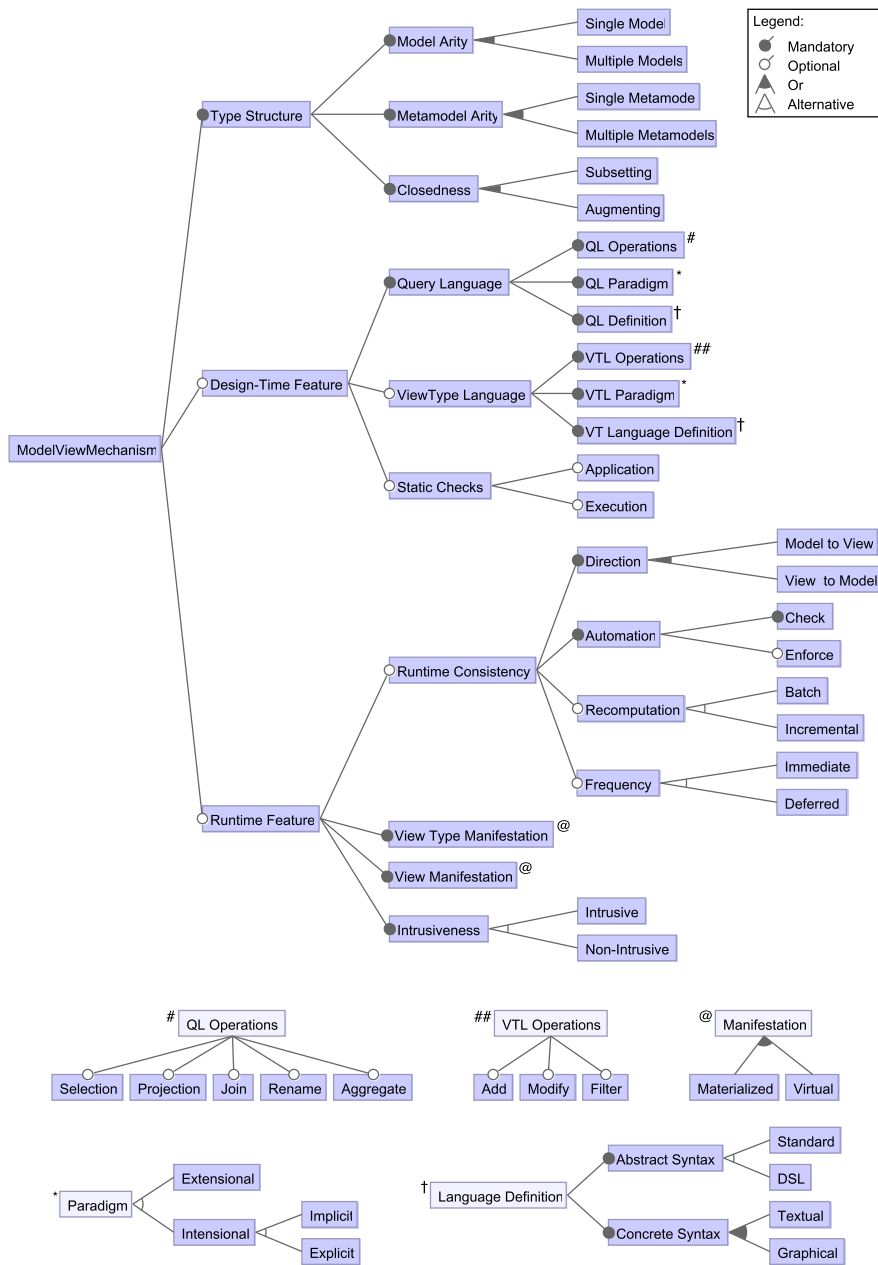 Legend:
Mandatory
Optional
Or
Alternative
Single Model
Model Arity
Multiple Models
Single Metamode
Type Structure
Metamodel Arity
Multiple Metamodels
Subsetting
Closedness
Augmenting
QL Operations #
Query Language
QL Paradigm *
QL Definition †
VTL Operations ##
Design-Time Feature
ViewType Language
VTL Paradigm *
VT Language Definition †
ModelViewMechanism
Application
Static Checks
Execution
Model to View
Direction
View to Model
Check
Automation
Enforce
Runtime Consistency
Batch
Recomputation
Incremental
Immediate
Frequency
Deferred
Runtime Feature
View Type Manifestation @
View Manifestation @
Intrusive
Intrusiveness
Non-Intrusive
# QL Operations
Selection
Projection
Join
Rename
Aggregate
## VTL Operations
Add
Modify
Filter
@ Manifestation
Materialized
Virtual
* Paradigm
Extensional
Intensional
Implicit
Explicit
† Language Definition
Abstract Syntax
Standard
DSL
Concrete Syntax
Textual
Graphical